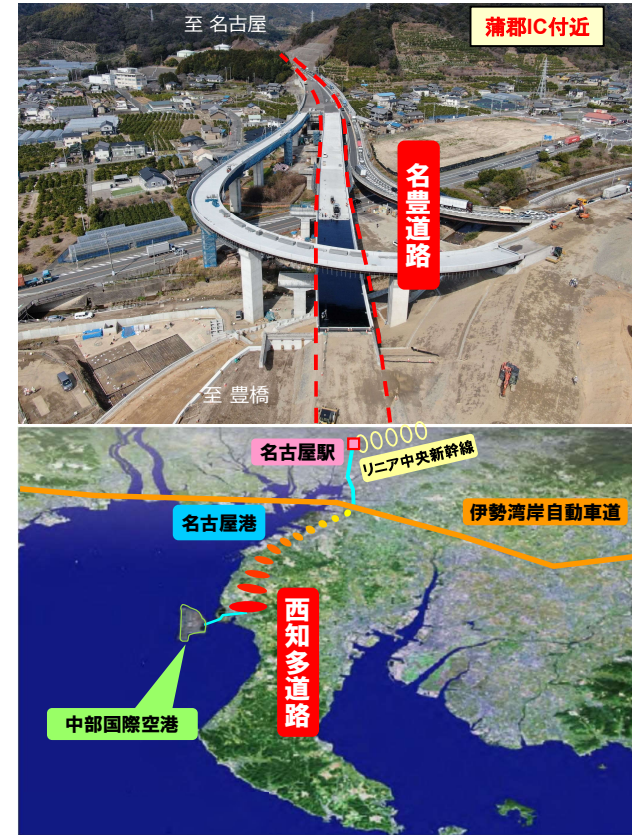 至 名古屋
蒲郡IC付近
名豊道路
至 豊橋
名古屋駅
リニア中央新幹線
名古屋港
伊勢湾岸自動車道
西知多道路
中部国際空港